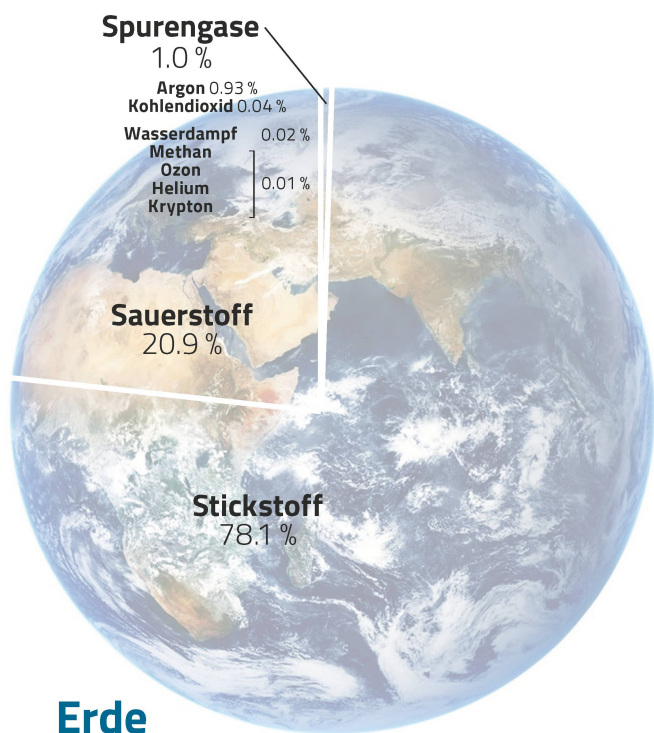 Spurengase
1.0 %
Argon 0.93 %
Kohlendioxid 0.04 %
Wasserdampf 0.02 %
Methan
Ozon
Helium
Krypton
0.01 %
Sauerstoff
20.9 %
Stickstoff
78.1 %
Erde